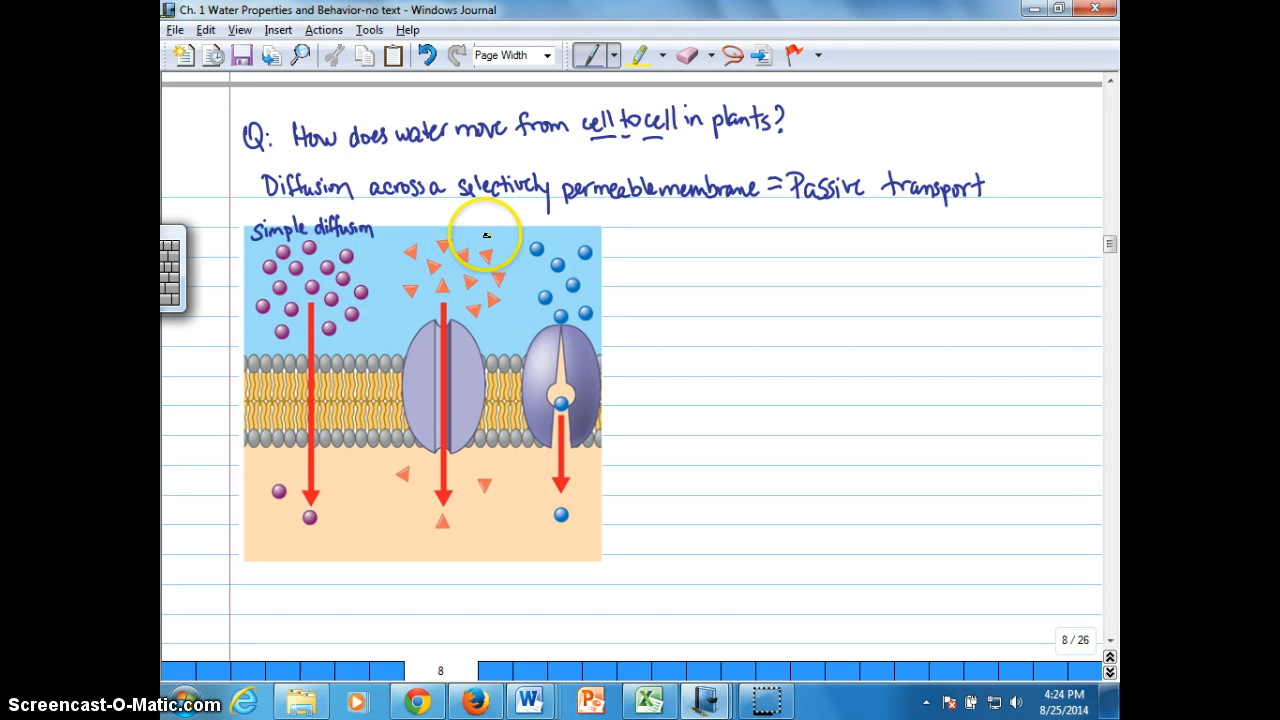 Ch. 1 Water Properties and Behavior-no text - Windows Journal
File Edit View Insert Actions Tools Help
Page Width
Q: How does water move from cell to cell in plants?
Diffusion across a selectively permeable membrane = Passive transport
simple diffusion
8 / 26
8
4:24 PM
8/25/2014
Screencast-O-Matic.com